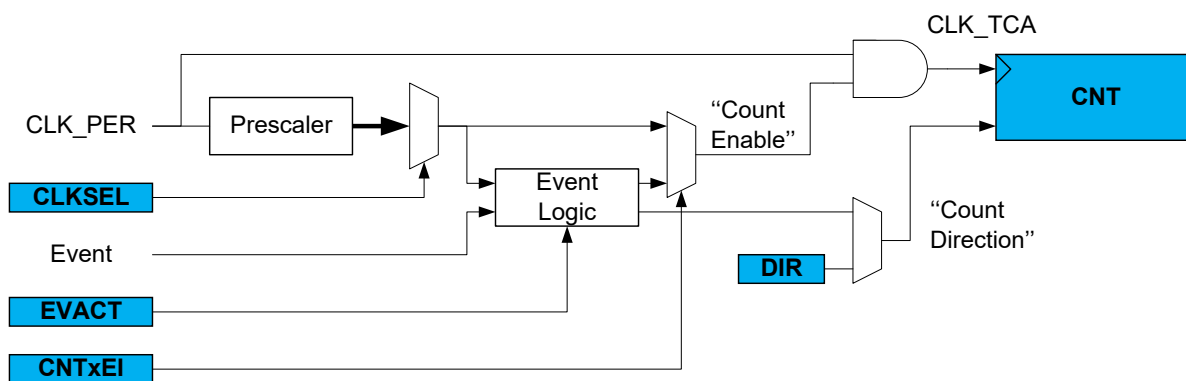 CLK_TCA
CNT
CLK_PER
Prescaler
‘‘Count
Enable’’
CLKSEL
Event
Logic
Event
‘‘Count
Direction’’
DIR
EVACT
CNTxEI